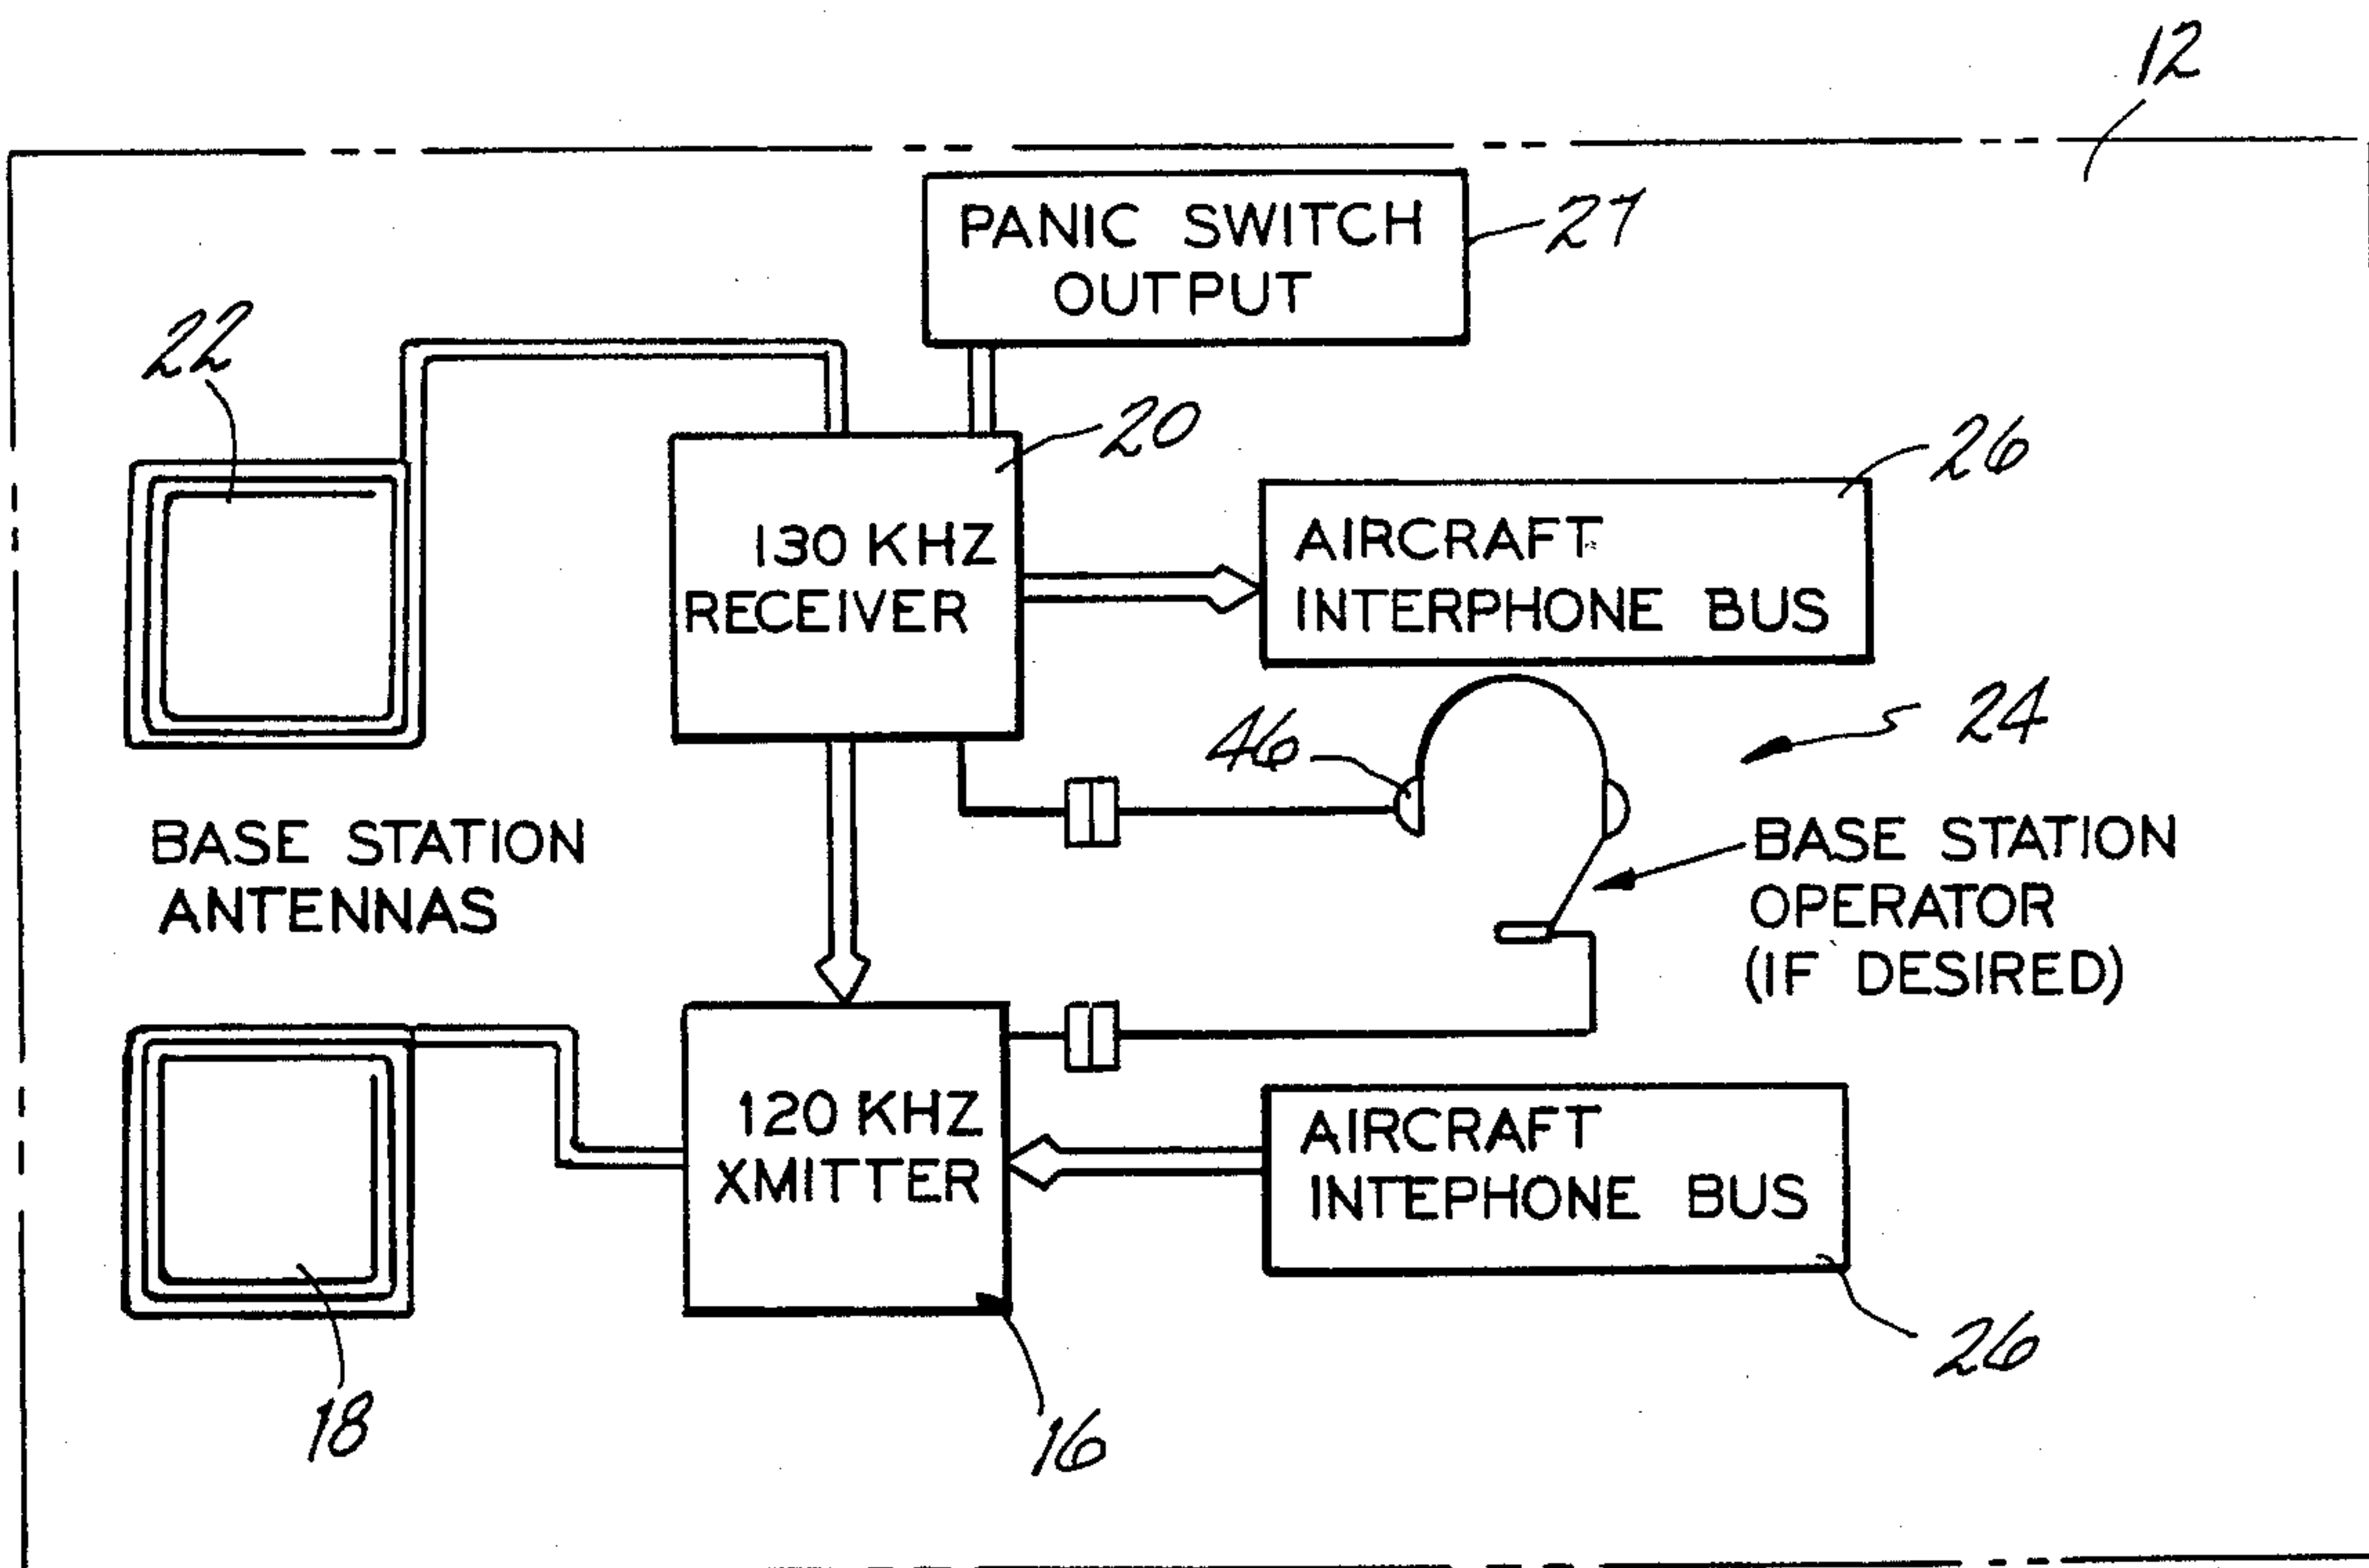 12
PANIC SWITCH
OUTPUT
27
22
20
26
130 KHZ
RECEIVER
AIRCRAFT
INTERPHONE BUS
46
24
BASE STATION
ANTENNAS
BASE STATION
OPERATOR
(IF DESIRED)
120 KHZ
XMITTER
AIRCRAFT
INTEPHONE BUS
18
16
26